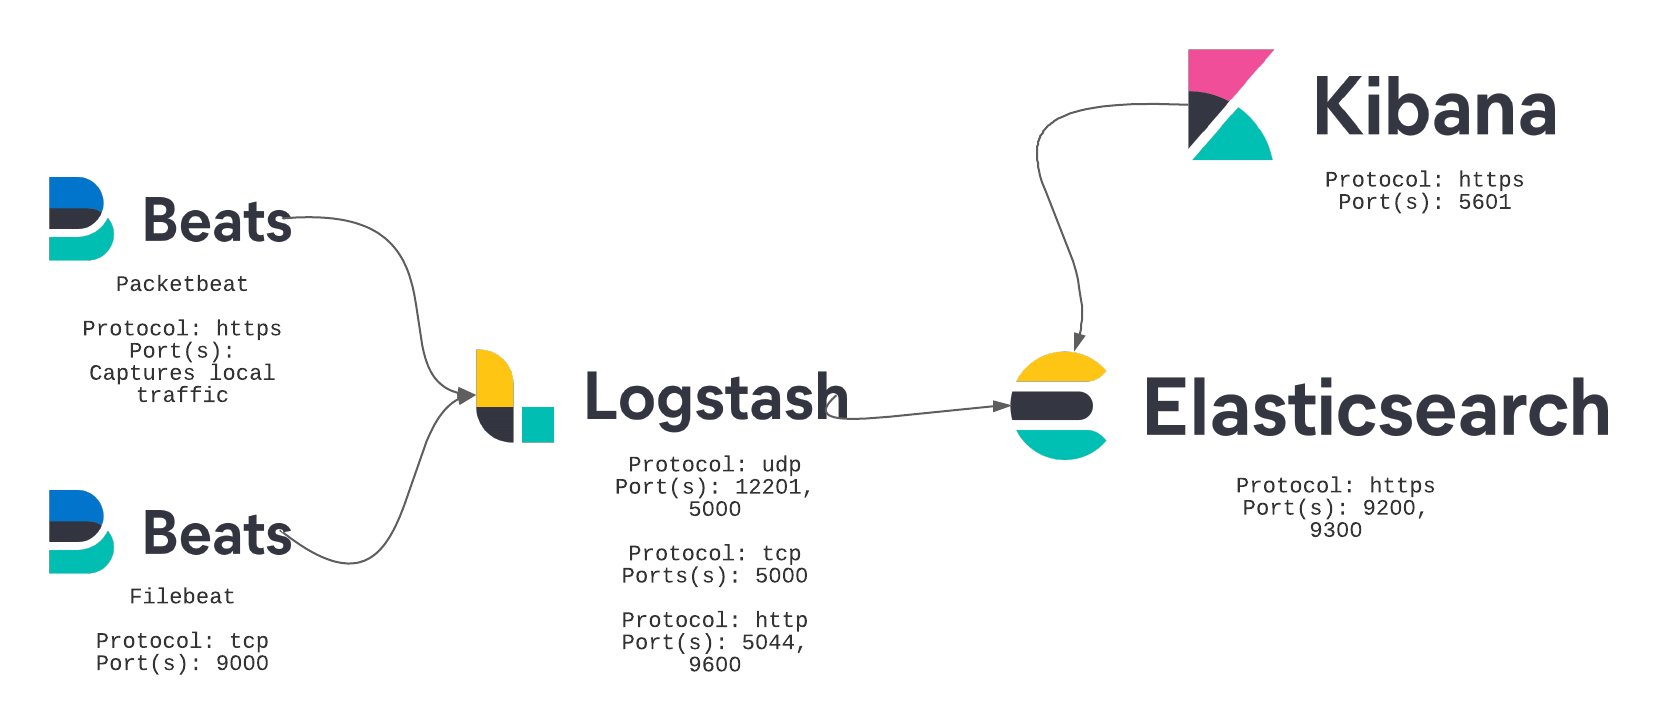 Kibana
Protocol: https
Port(s): 5601
Beats
Packetbeat
Protocol: https
Port(s):
Captures local
traffic
Logstash
Protocol: udp
Port(s): 12201,
5000
Protocol: tcp
Ports(s): 5000
Protocol: http
Port(s): 5044,
9600
Elasticsearch
Protocol: https
Port(s): 9200,
9300
Beats
Filebeat
Protocol: tcp
Port(s): 9000